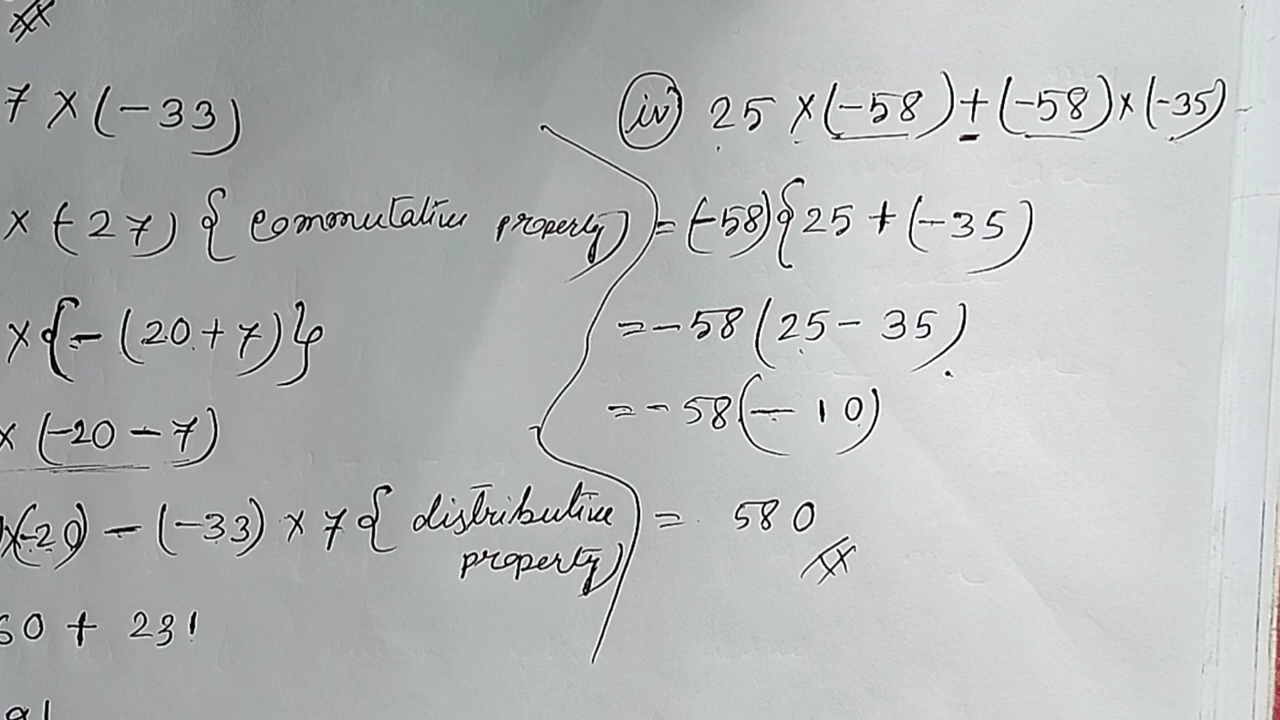 7 × (-33)
× (-27) { commutative property)
× {-(20+7)}
× (-20-7)
×(-20) - (-33) × 7 { distributive property)
60 + 231
91
(iv) 25 × (-58) + (-58) × (-35)
= (-58){25 + (-35)
= -58 (25 - 35)
= - 58 (- 10)
= 580